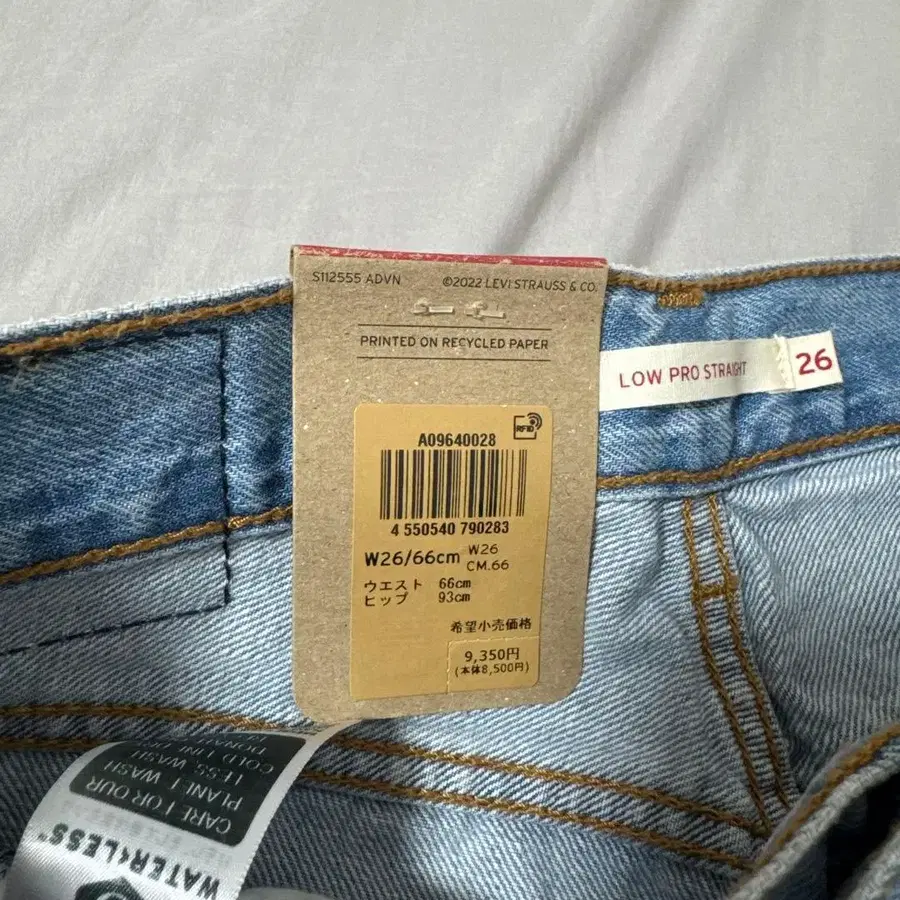 S112555 ADVN ©2022 LEVI STRAUSS & CO.
PRINTED ON RECYCLED PAPER
LOW PRO STRAIGHT 26
RFID
A09640028
4 550540 790283
W26/66cm W26
CM.66
ウエスト 66cm
ヒップ 93cm
希望小売価格
9,350円
(本体8,500円)
CARE FOR OUR
PLANET WASH
LESS, WASH
COLD, LINE
WATER<LESS™